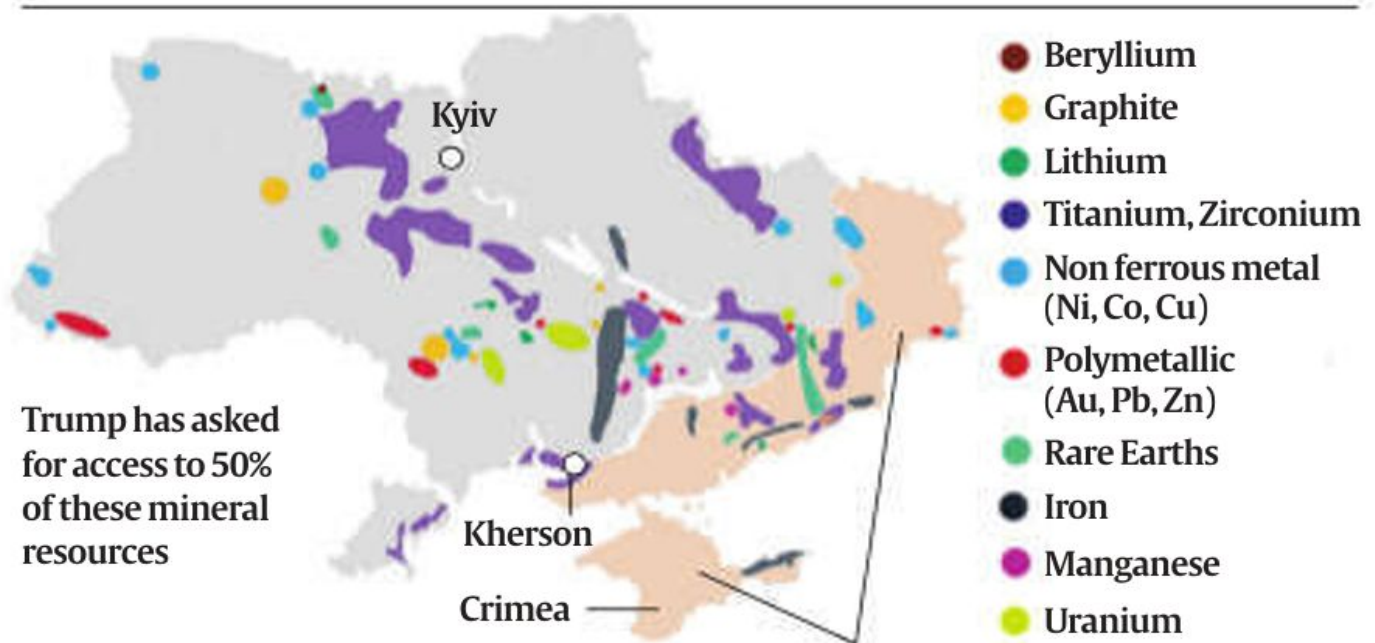 Kyiv
Trump has asked
for access to 50%
of these mineral
resources
Kherson
Crimea
Beryllium
Graphite
Lithium
Titanium, Zirconium
Non ferrous metal
(Ni, Co, Cu)
Polymetallic
(Au, Pb, Zn)
Rare Earths
Iron
Manganese
Uranium